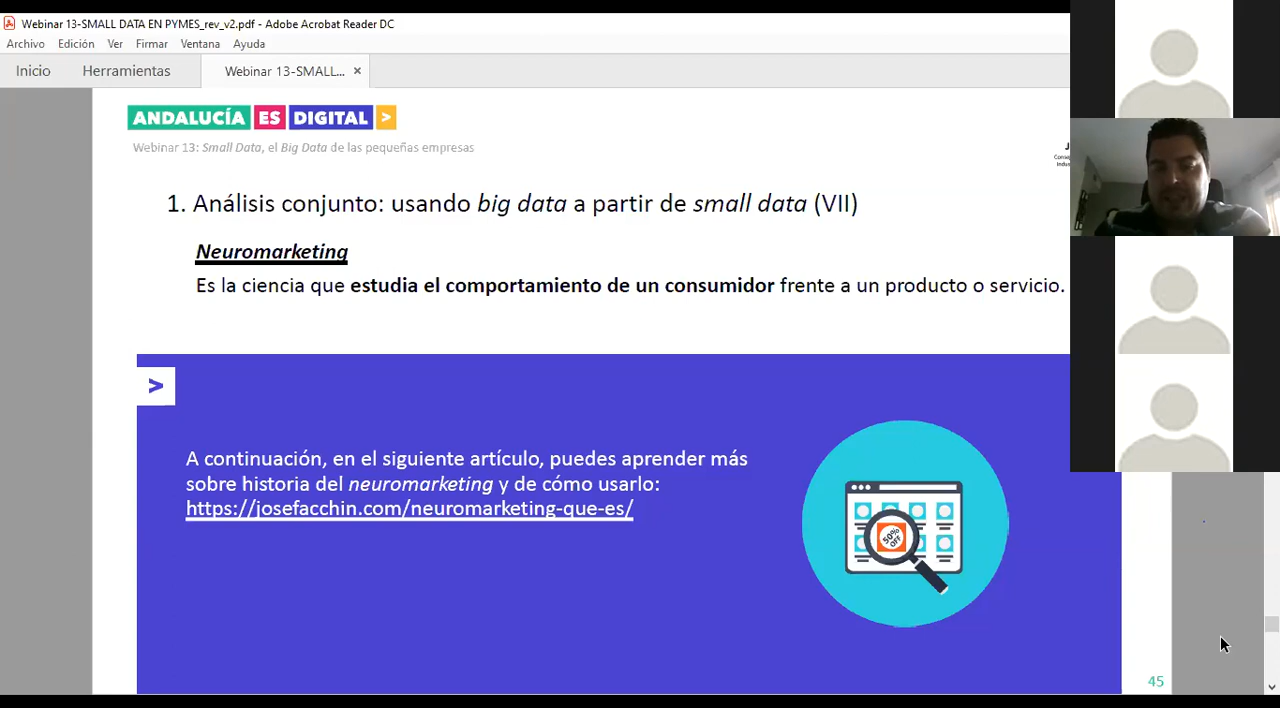 Webinar 13-SMALL DATA EN PYMES_rev_v2.pdf - Adobe Acrobat Reader DC
Archivo Edición Ver Firmar Ventana Ayuda
Inicio Herramientas Webinar 13-SMALL... ×
ANDALUCÍA ES DIGITAL >
Webinar 13: Small Data, el Big Data de las pequeñas empresas
1. Análisis conjunto: usando big data a partir de small data (VII)
Neuromarketing
Es la ciencia que estudia el comportamiento de un consumidor frente a un producto o servicio.
>
A continuación, en el siguiente artículo, puedes aprender más
sobre historia del neuromarketing y de cómo usarlo:
https://josefacchin.com/neuromarketing-que-es/
50%
OFF
45